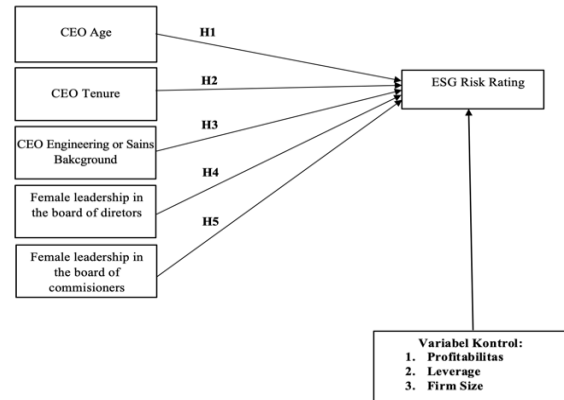 CEO Age
H1
CEO Tenure
H2
ESG Risk Rating
CEO Engineering or Sains
Bakcground
H3
Female leadership in
the board of diretors
H4
Female leadership in
the board of
commisioners
H5
Variabel Kontrol:
1. Profitabilitas
2. Leverage
3. Firm Size